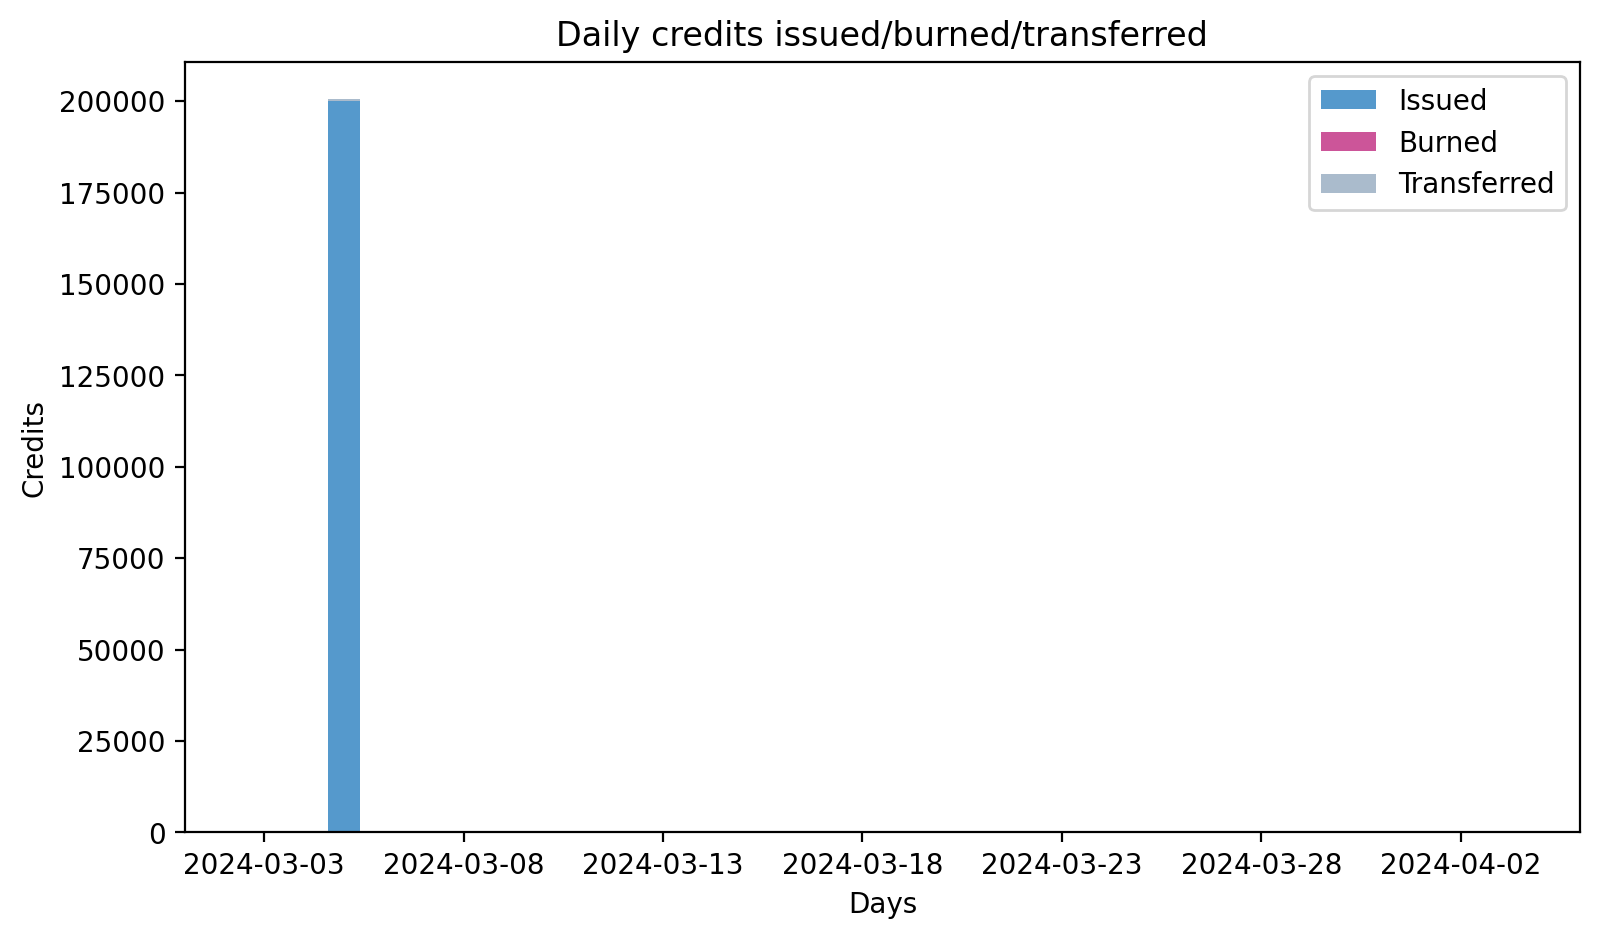 Daily credits issued/burned/transferred
Issued
Burned
Transferred
200000
175000
150000
125000
100000
75000
50000
25000
0
Credits
2024-03-03 2024-03-08 2024-03-13 2024-03-18 2024-03-23 2024-03-28 2024-04-02
Days